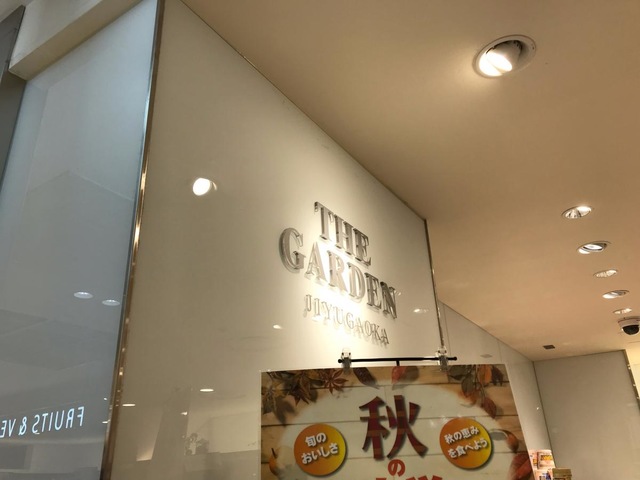 THE
GARDEN
JIYUGAOKA
FRUITS & VE
旬の
おいしさ
秋
の
秋の恵み
を食べよう